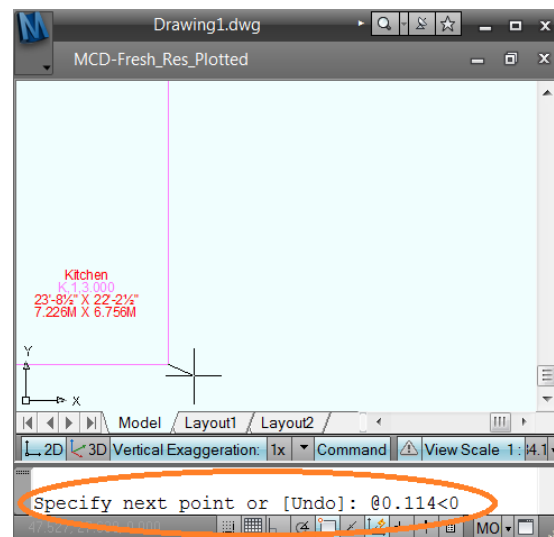 Drawing1.dwg
MCD-Fresh_Res_Plotted
Kitchen
K,1,3.000
23'-8½" X 22'-2½"
7.226M X 6.756M
Y
X
Model Layout1 Layout2
2D 3D Vertical Exaggeration: 1x Command View Scale 1:
Specify next point or [Undo]: @0.114<0
MO